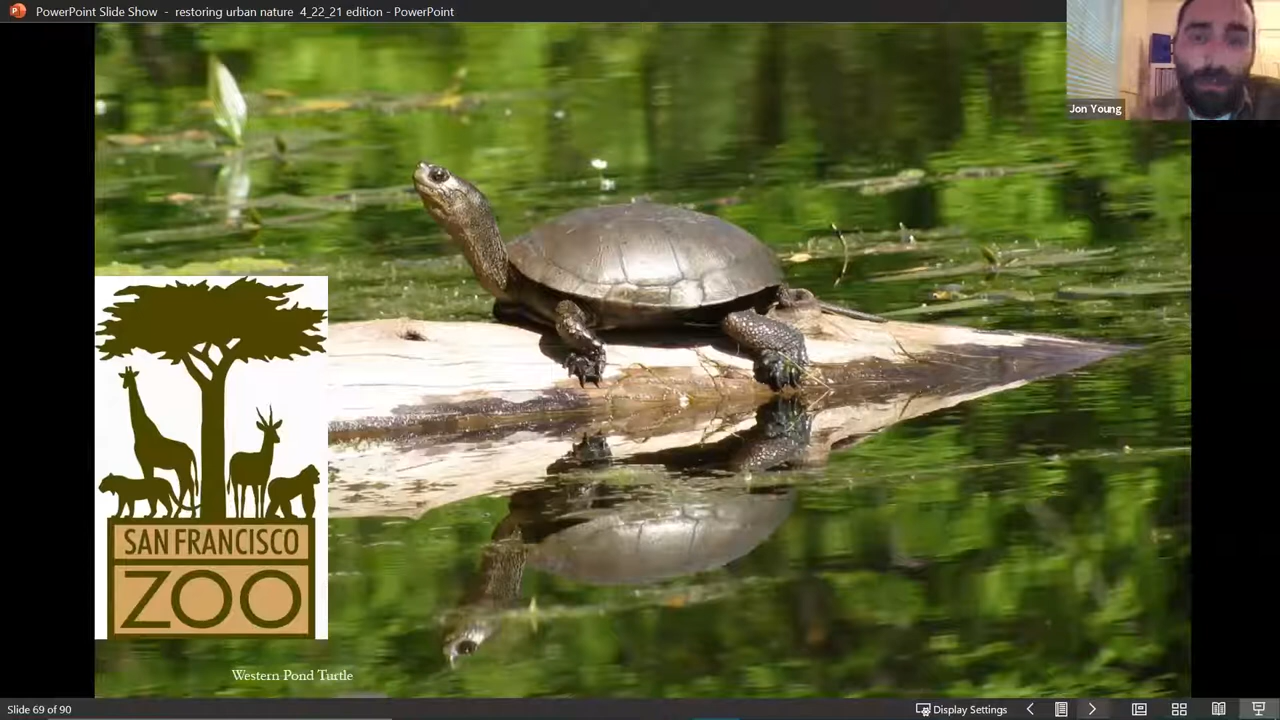 PowerPoint Slide Show  -  restoring urban nature  4_22_21 edition - PowerPoint
Jon Young
SAN FRANCISCO
ZOO
Western Pond Turtle
Slide 69 of 90
Display Settings